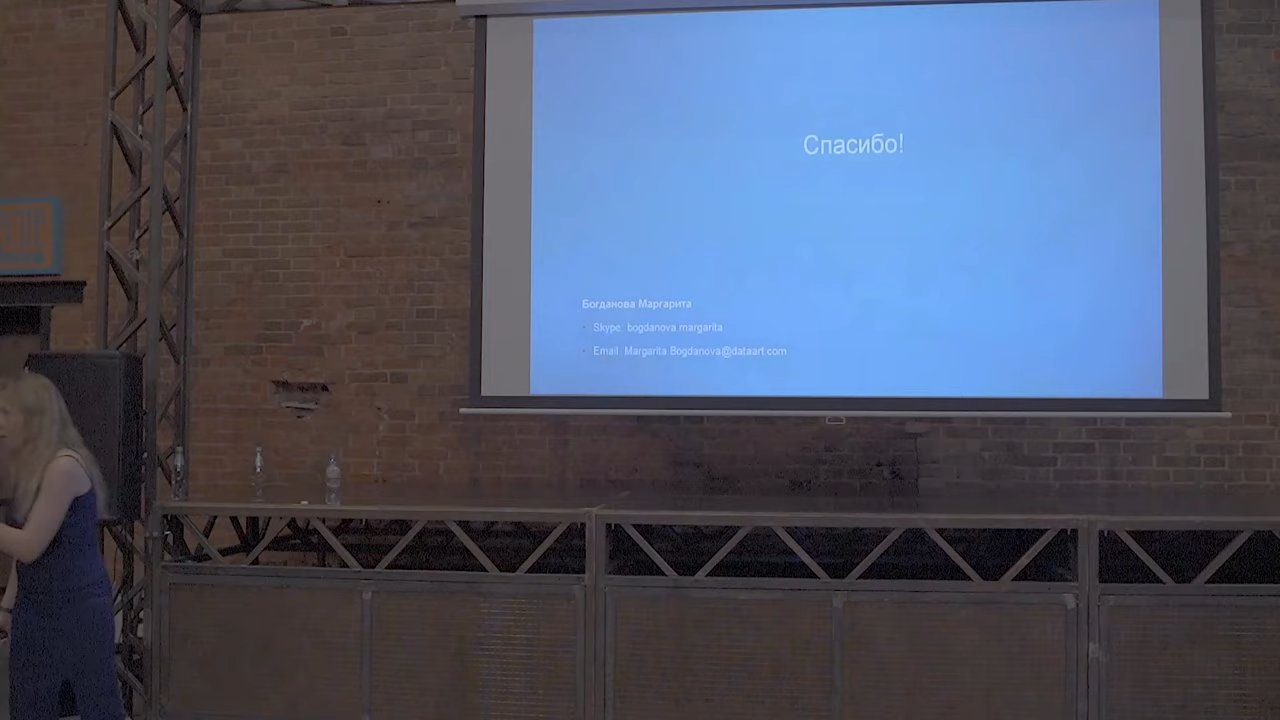 Спасибо!
Богданова Маргарита
Skype: bogdanova.margarita
Email: Margarita.Bogdanova@dataart.com